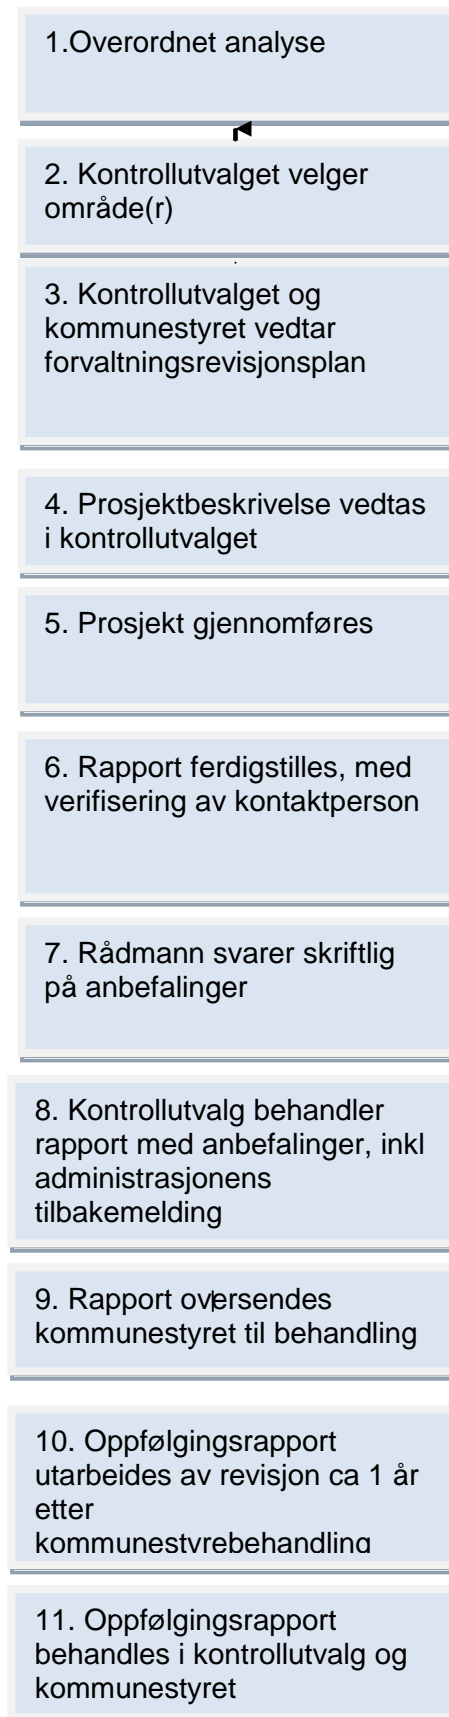 1.Overordnet analyse
2. Kontrollutvalget velger
område(r)
3. Kontrollutvalget og
kommunestyret vedtar
forvaltningsrevisjonsplan
4. Prosjektbeskrivelse vedtas
i kontrollutvalget
5. Prosjekt gjennomføres
6. Rapport ferdigstilles, med
verifisering av kontaktperson
7. Rådmann svarer skriftlig
på anbefalinger
8. Kontrollutvalg behandler
rapport med anbefalinger, inkl
administrasjonens
tilbakemelding
9. Rapport oversendes
kommunestyret til behandling
10. Oppfølgingsrapport
utarbeides av revisjon ca 1 år
etter
kommunestyrebehandling
11. Oppfølgingsrapport
behandles i kontrollutvalg og
kommunestyret